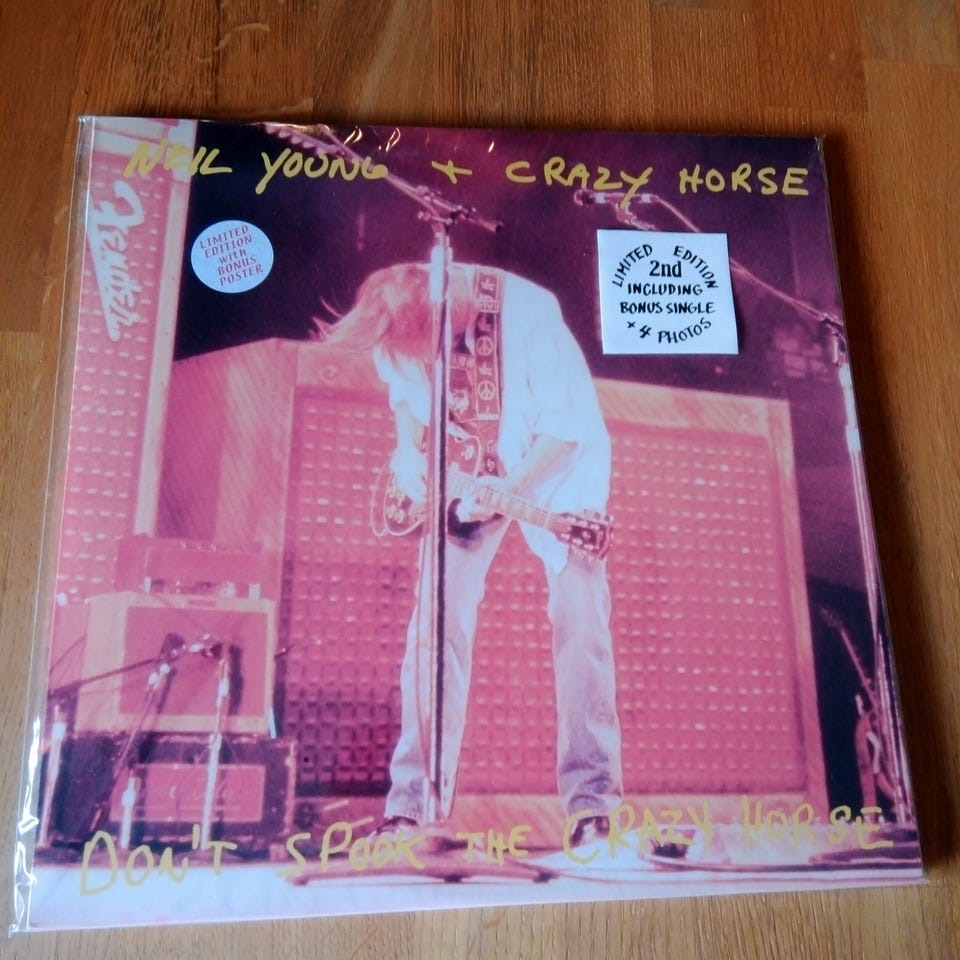 NEIL YOUNG + CRAZY HORSE
Fender
LIMITED
EDITION
with
BONUS
POSTER
LIMITED EDITION
2nd
INCLUDING
BONUS SINGLE
+ 4 PHOTOS
DON'T SPOOK THE CRAZY HORSE